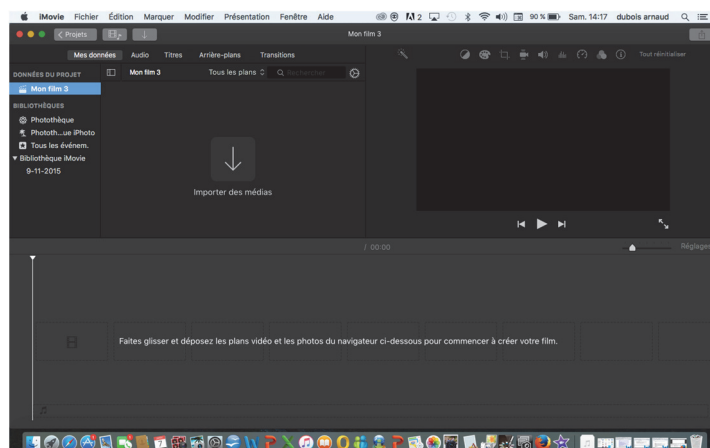 iMovie Fichier Édition Marquer Modifier Présentation Fenêtre Aide 2 90 % Sam. 14:17 dubois arnaud
Projets Mon film 3
Mes données Audio Titres Arrière-plans Transitions Tout réinitialiser
DONNÉES DU PROJET Mon film 3 Tous les plans Rechercher
Mon film 3
BIBLIOTHÈQUES
Photothèque
Phototh...ue iPhoto
Tous les événem.
Bibliothèque iMovie
9-11-2015
Importer des médias
/ 00:00 Réglages
Faites glisser et déposez les plans vidéo et les photos du navigateur ci-dessous pour commencer à créer votre film.